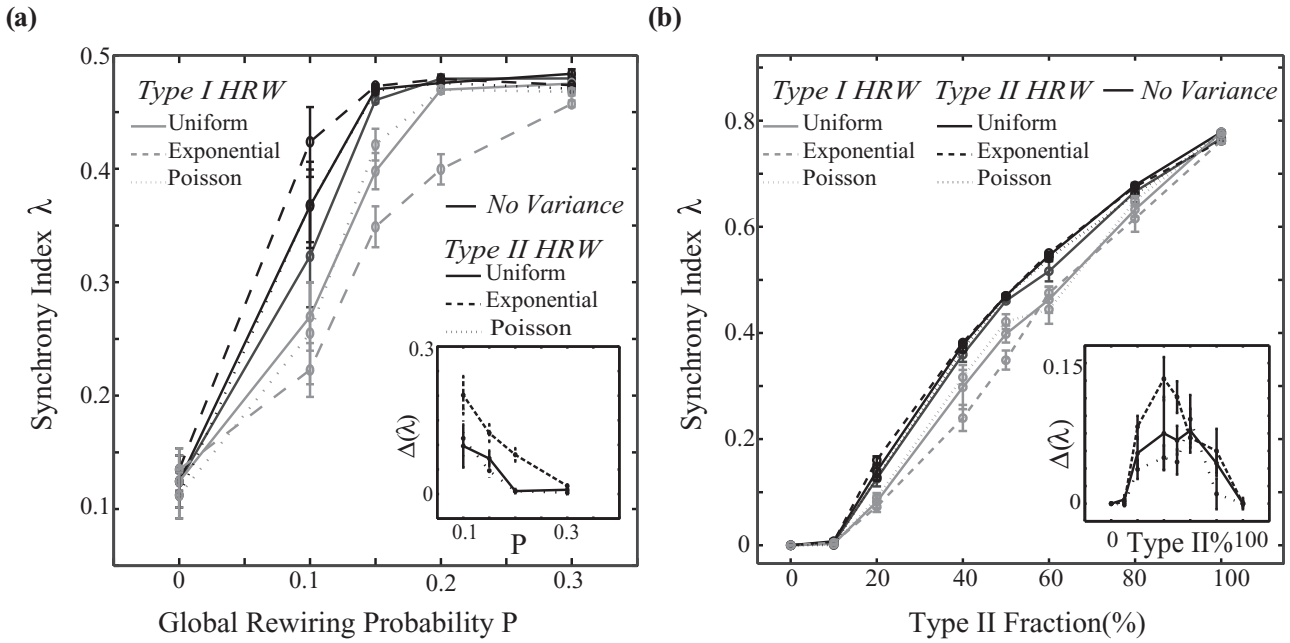 (a)
0.5
0.4
0.3
0.2
0.1
Synchrony Index λ
Type I HRW
Uniform
Exponential
Poisson
No Variance
Type II HRW
Uniform
Exponential
Poisson
0.3
0
Δ(λ)
0.1
0.3
P
0
0.1
0.2
0.3
Global Rewiring Probability P
(b)
0.8
0.6
0.4
0.2
0
Synchrony Index λ
Type I HRW
Uniform
Exponential
Poisson
Type II HRW
Uniform
Exponential
Poisson
No Variance
0.15
0
Δ(λ)
0
Type II%
100
0
20
40
60
80
100
Type II Fraction(%)